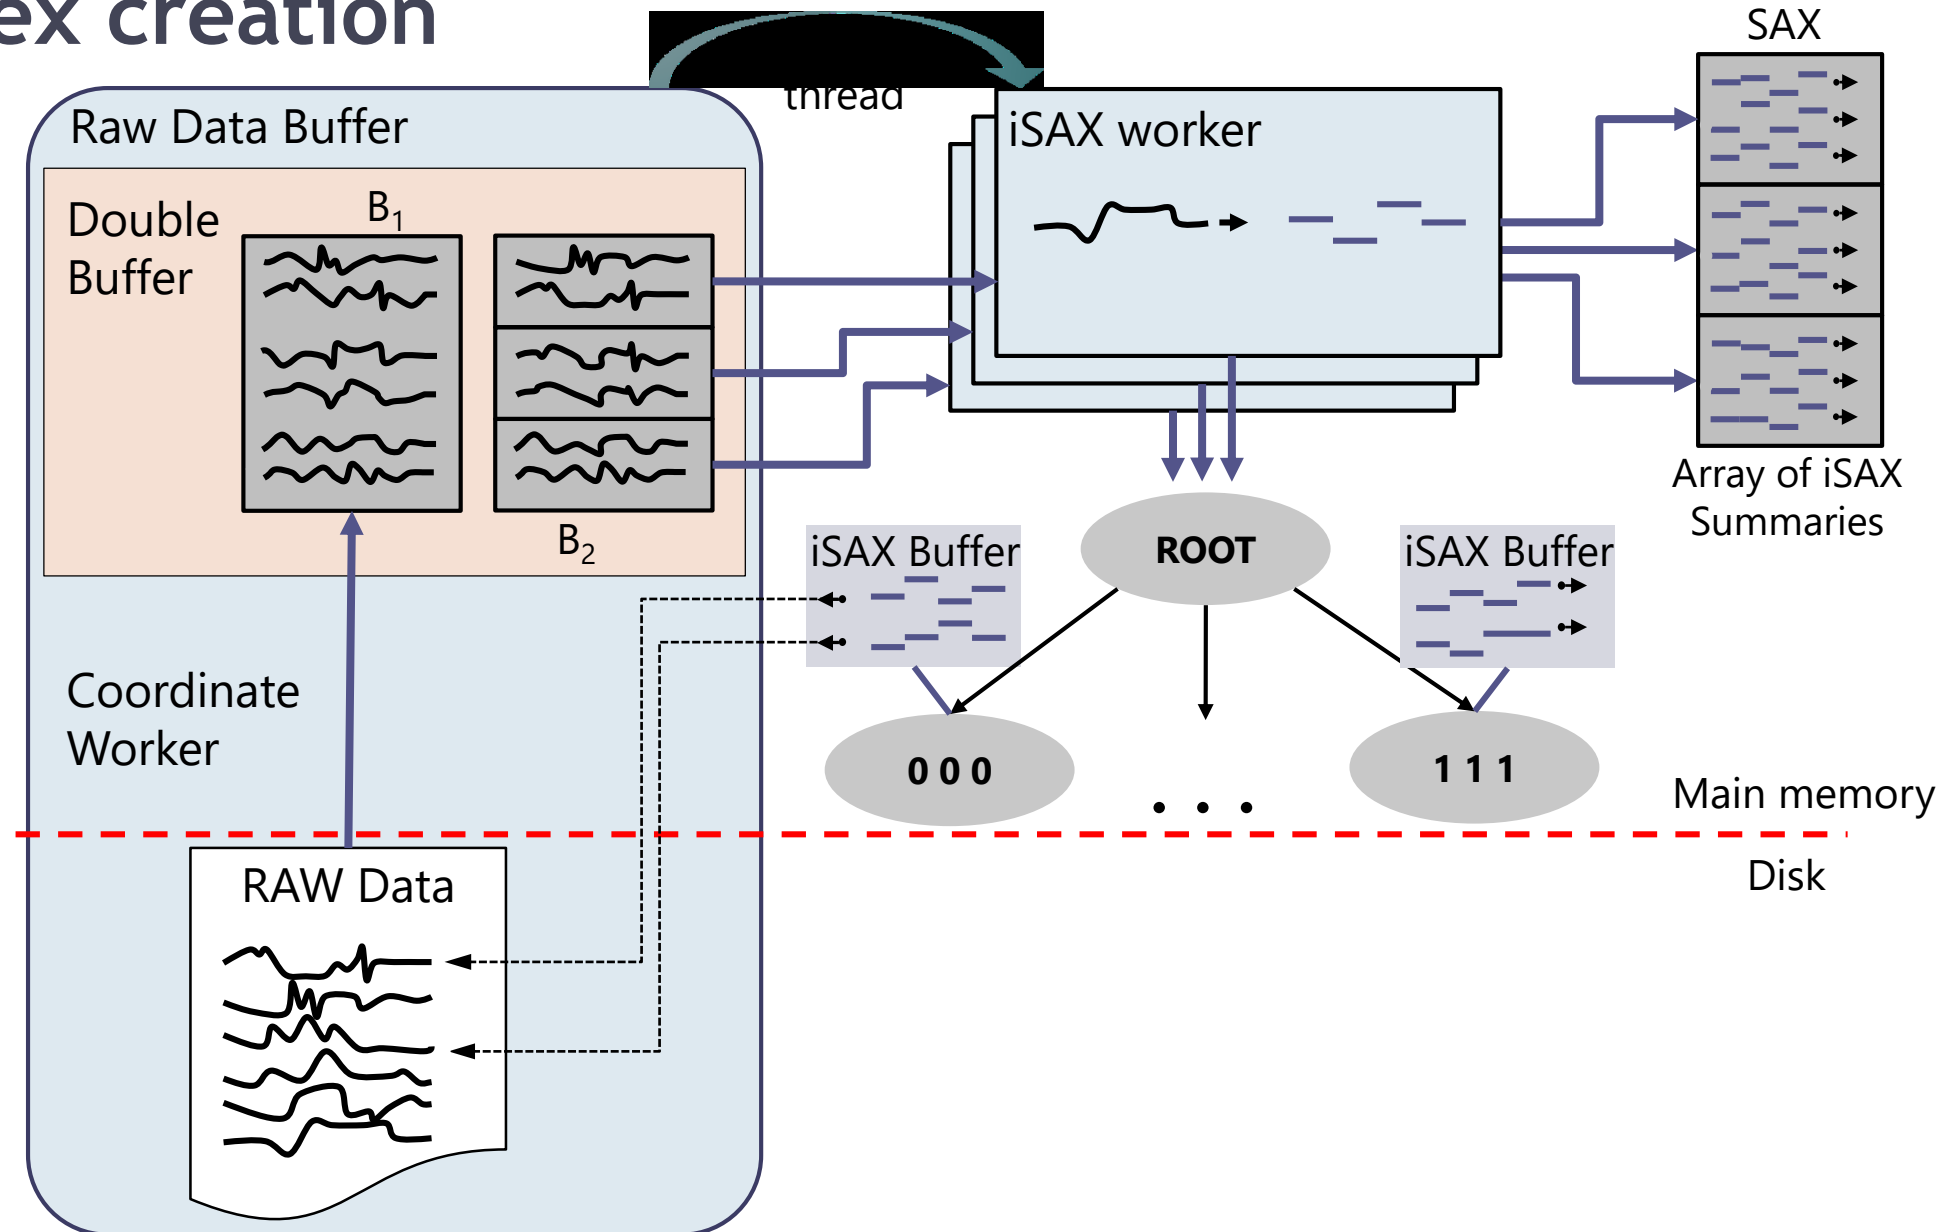 ex creation
SAX
thread
Raw Data Buffer
iSAX worker
Double
Buffer
B1
B2
Array of iSAX
Summaries
iSAX Buffer
ROOT
iSAX Buffer
Coordinate
Worker
0 0 0
. . .
1 1 1
Main memory
Disk
RAW Data